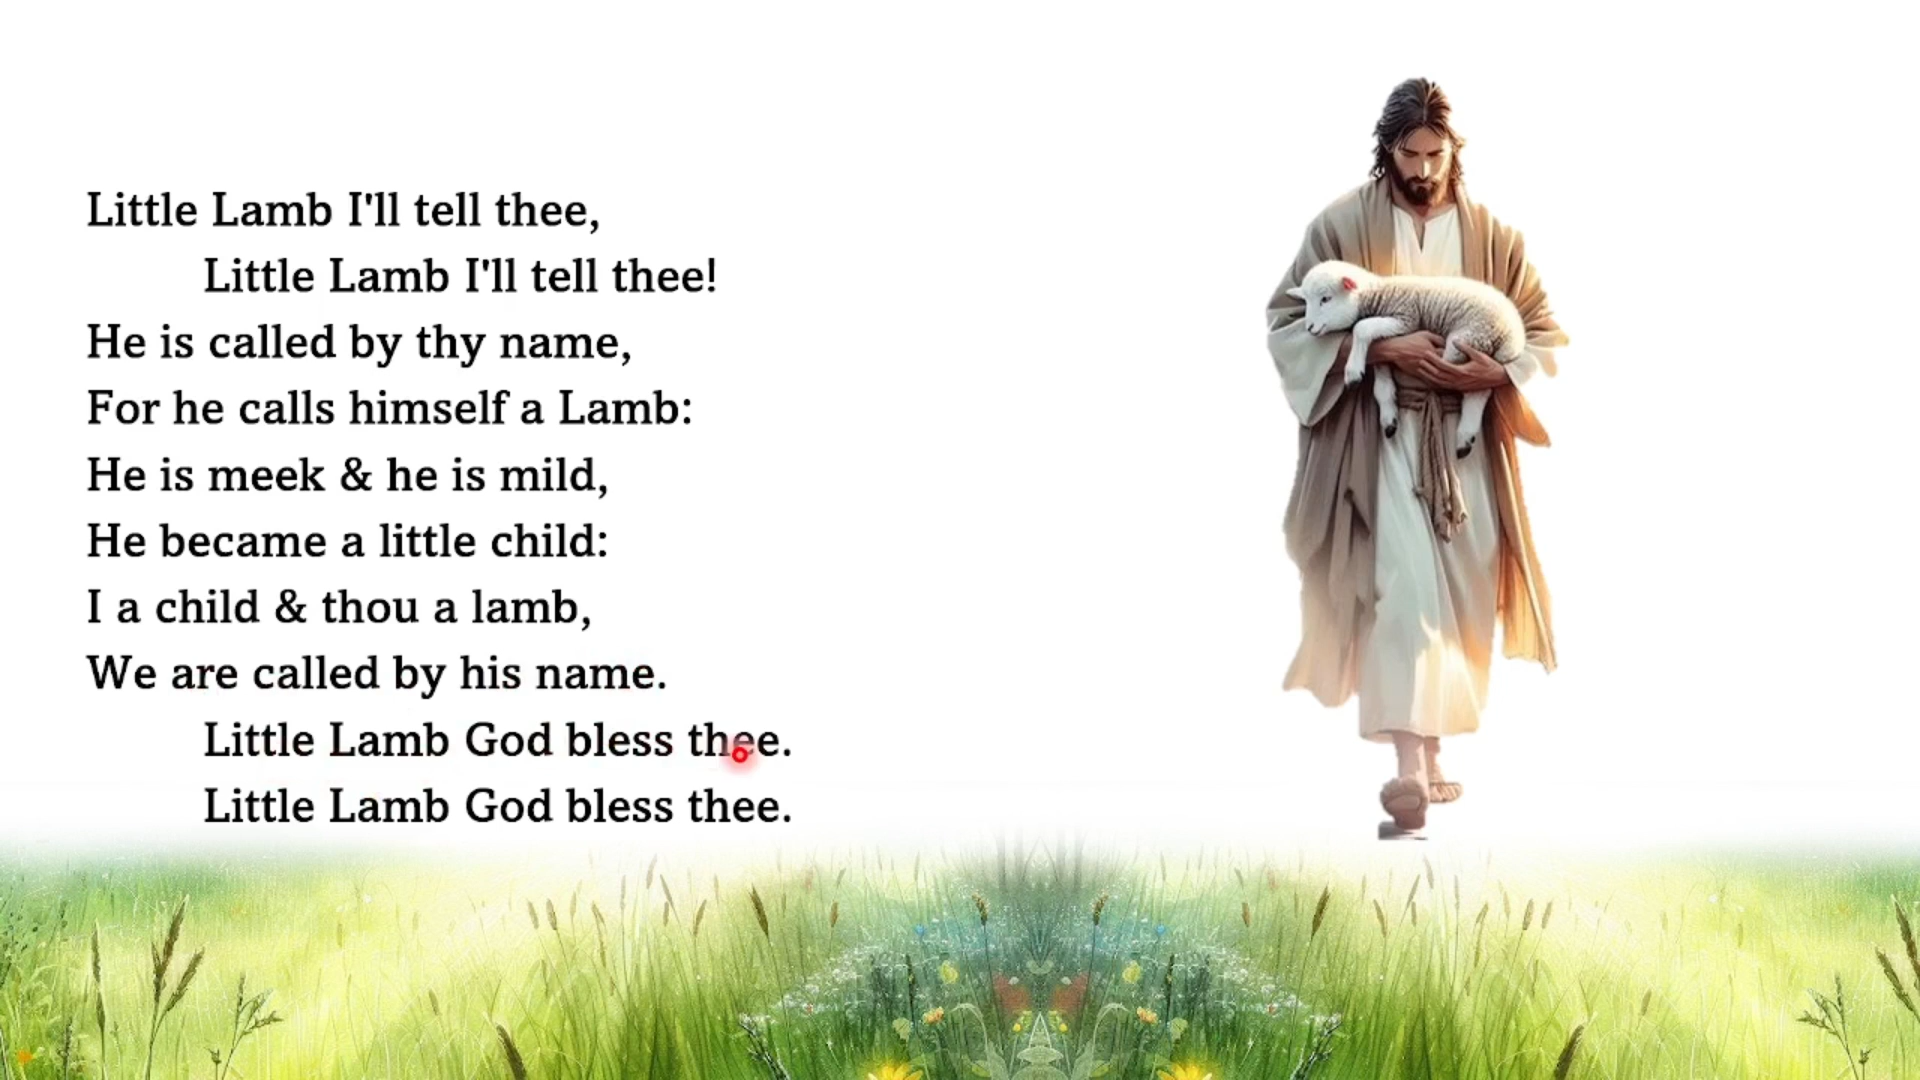 Little Lamb I'll tell thee,
Little Lamb I'll tell thee!
He is called by thy name,
For he calls himself a Lamb:
He is meek & he is mild,
He became a little child:
I a child & thou a lamb,
We are called by his name.
Little Lamb God bless thee.
Little Lamb God bless thee.